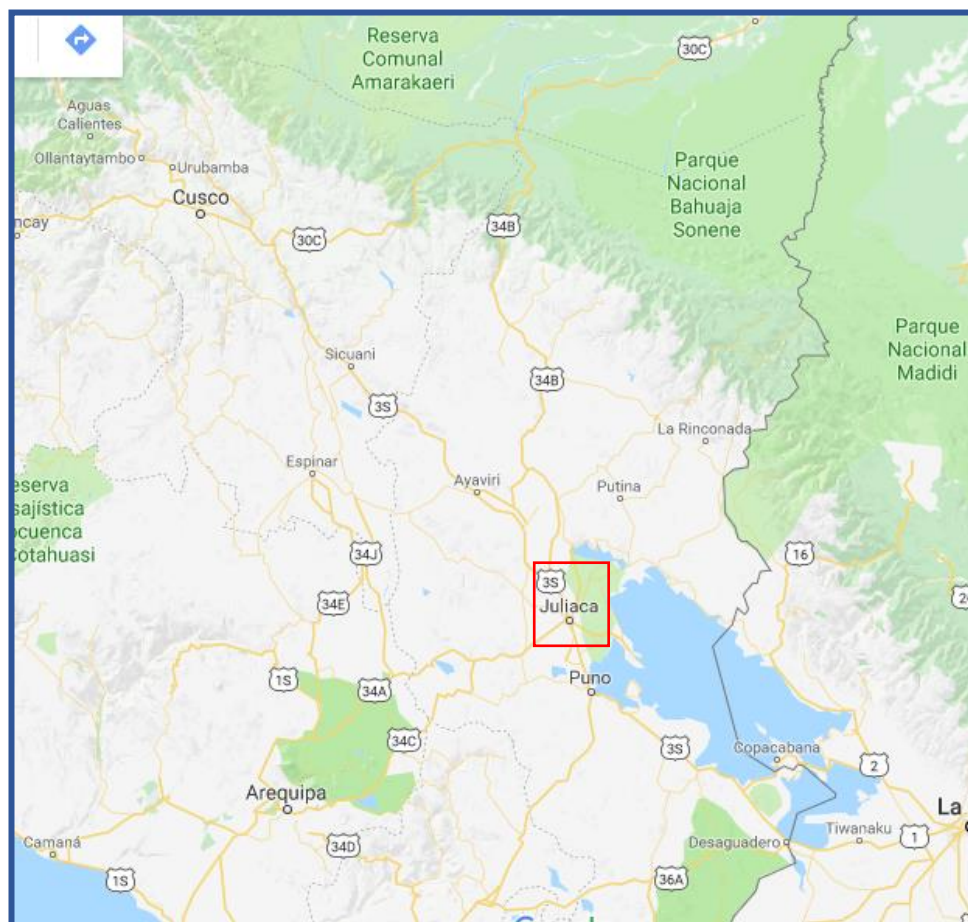 Reserva
Comunal
Amarakaeri
30C
Aguas
Calientes
Ollantaytambo
Urubamba
Parque
Nacional
Bahuaja
Sonene
Cusco
ncay
30C
34B
Parque
Nacional
Madidi
Sicuani
34B
3S
La Rinconada
Espinar
Ayaviri
Putina
eserva
sajística
ocuenca
Cotahuasi
34J
16
3S
34E
Juliaca
1S
34A
Puno
34C
3S
Copacabana
2
Arequipa
La
Camaná
34D
Desaguadero
Tiwanaku
1
1S
36A